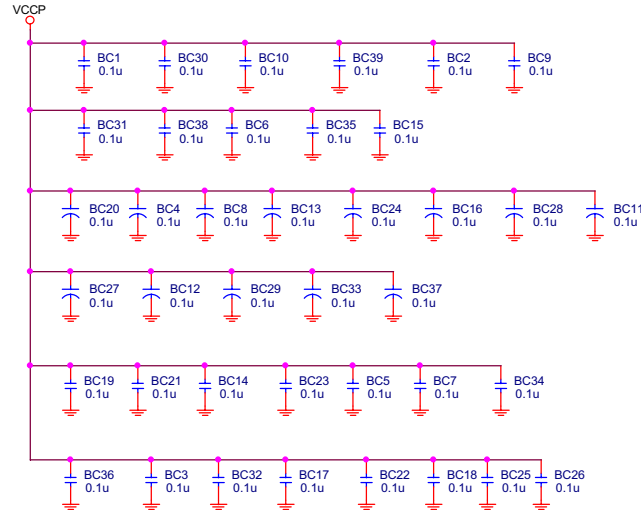 VCCP
BC1 BC30 BC10 BC39 BC2 BC9
0.1u 0.1u 0.1u 0.1u 0.1u 0.1u
BC31 BC38 BC6 BC35 BC15
0.1u 0.1u 0.1u 0.1u 0.1u
BC20 BC4 BC8 BC13 BC24 BC16 BC28 BC11
0.1u 0.1u 0.1u 0.1u 0.1u 0.1u 0.1u 0.1u
BC27 BC12 BC29 BC33 BC37
0.1u 0.1u 0.1u 0.1u 0.1u
BC19 BC21 BC14 BC23 BC5 BC7 BC34
0.1u 0.1u 0.1u 0.1u 0.1u 0.1u 0.1u
BC36 BC3 BC32 BC17 BC22 BC18 BC25 BC26
0.1u 0.1u 0.1u 0.1u 0.1u 0.1u 0.1u 0.1u